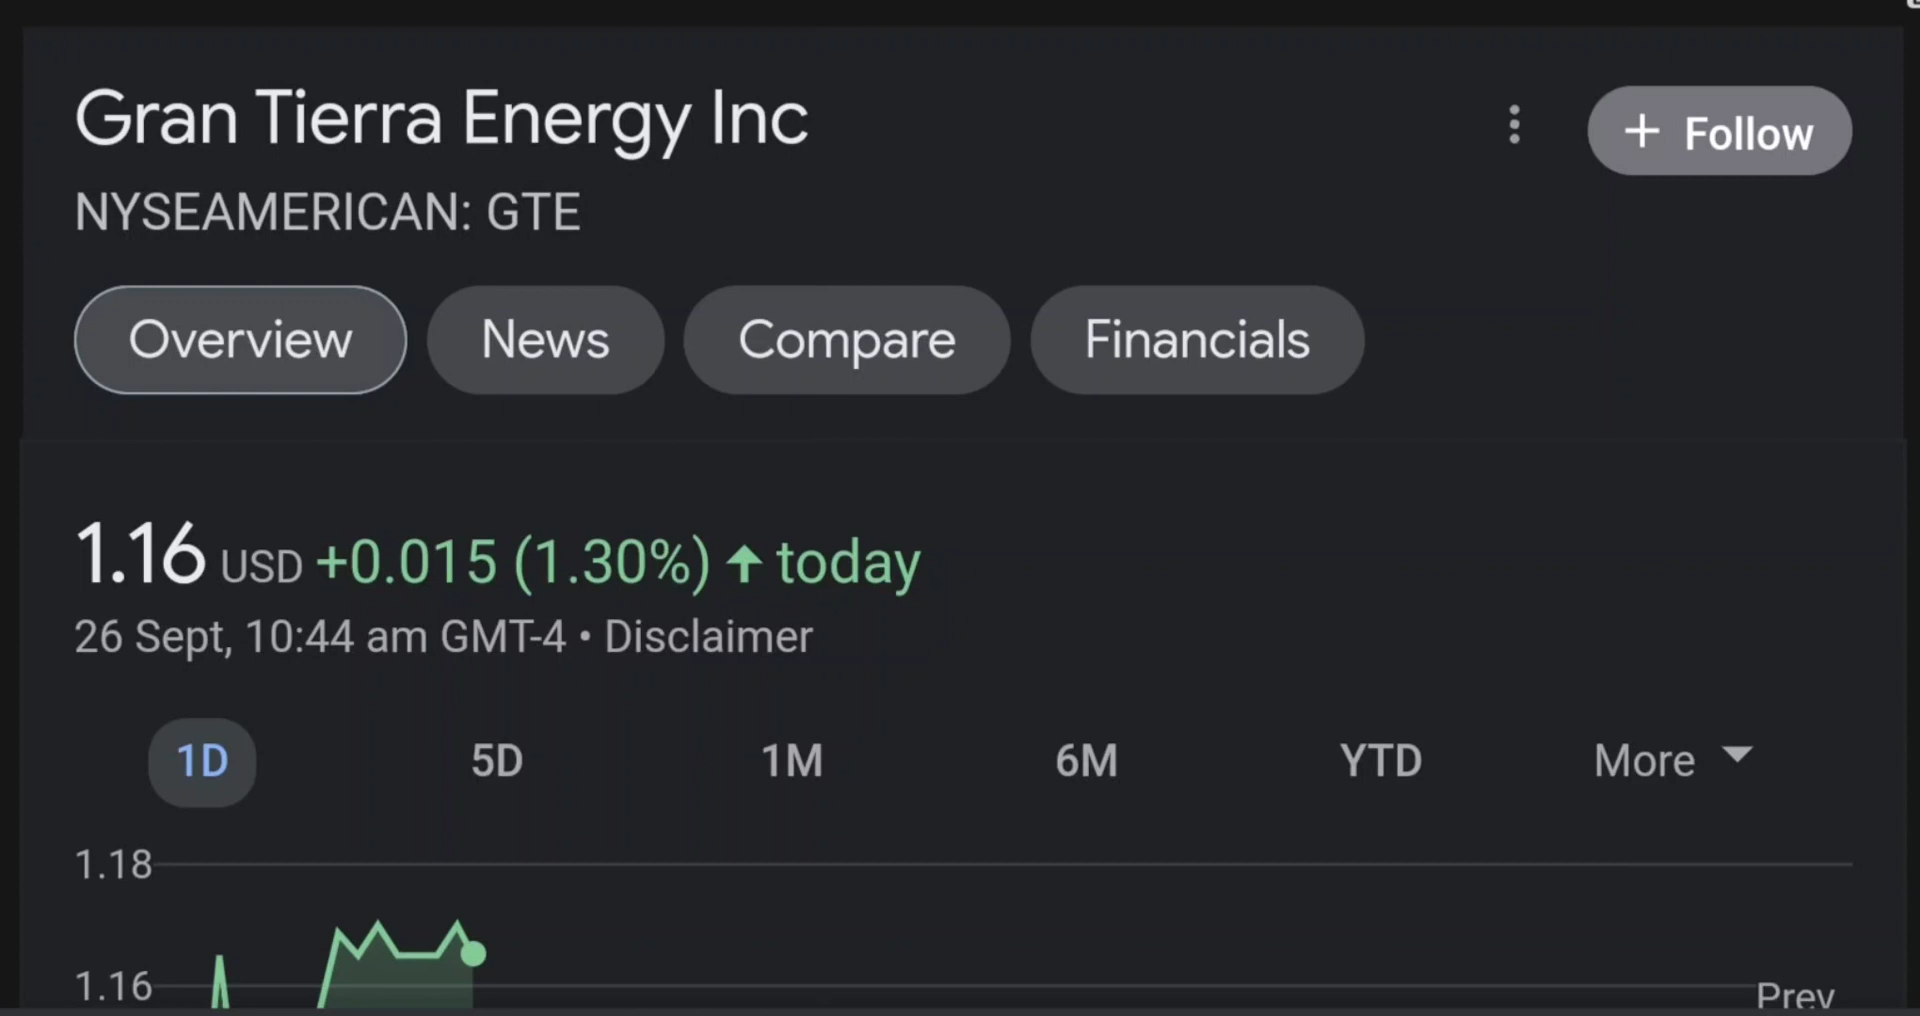 Gran Tierra Energy Inc
+ Follow
NYSEAMERICAN: GTE
Overview News Compare Financials
1.16 USD +0.015 (1.30%) ↑ today
26 Sept, 10:44 am GMT-4 • Disclaimer
1D 5D 1M 6M YTD More
1.18
1.16
Prev